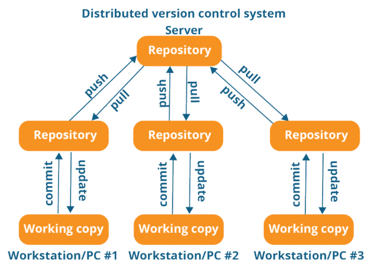 Distributed version control system
Server
Repository
push
pull
push
pull
push
pull
Repository
Repository
Repository
commit
update
commit
update
commit
update
Working copy
Working copy
Working copy
Workstation/PC #1
Workstation/PC #2
Workstation/PC #3